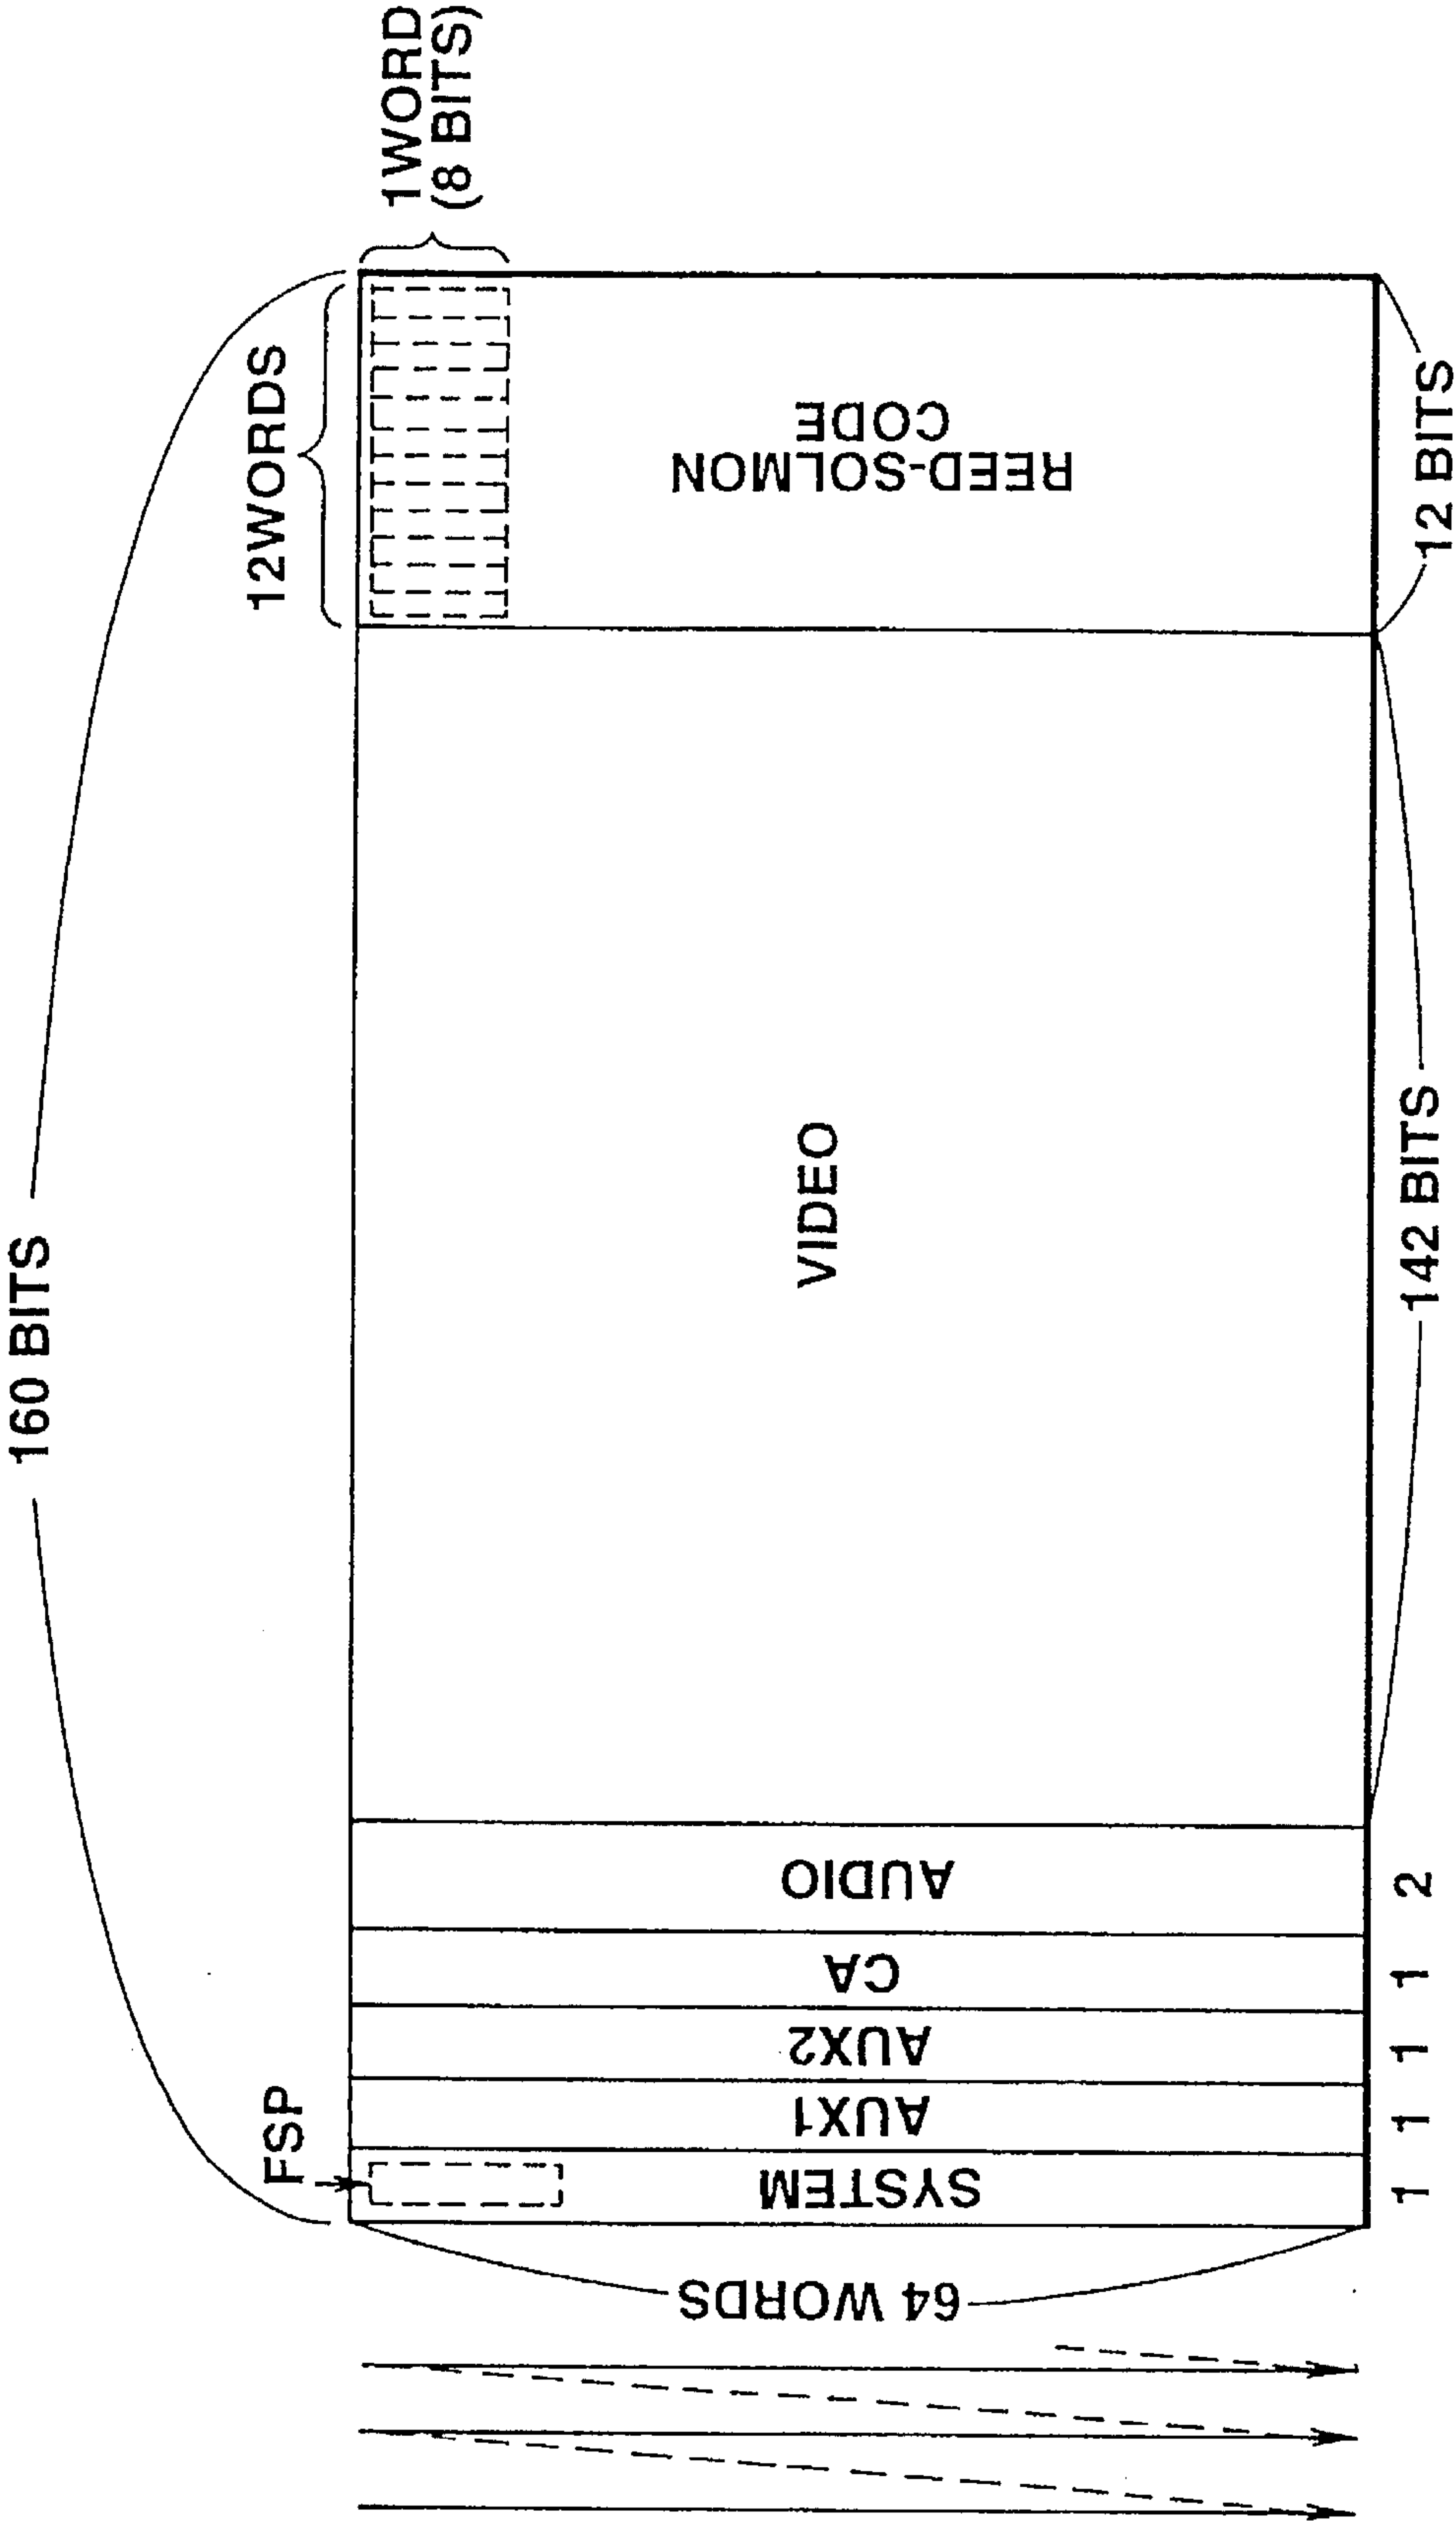 160 BITS
12WORDS
1WORD
(8 BITS)
FSP
64 WORDS
SYSTEM
AUX1
AUX2
CA
AUDIO
VIDEO
REED-SOLMON
CODE
1
1
1
1
2
142 BITS
12 BITS